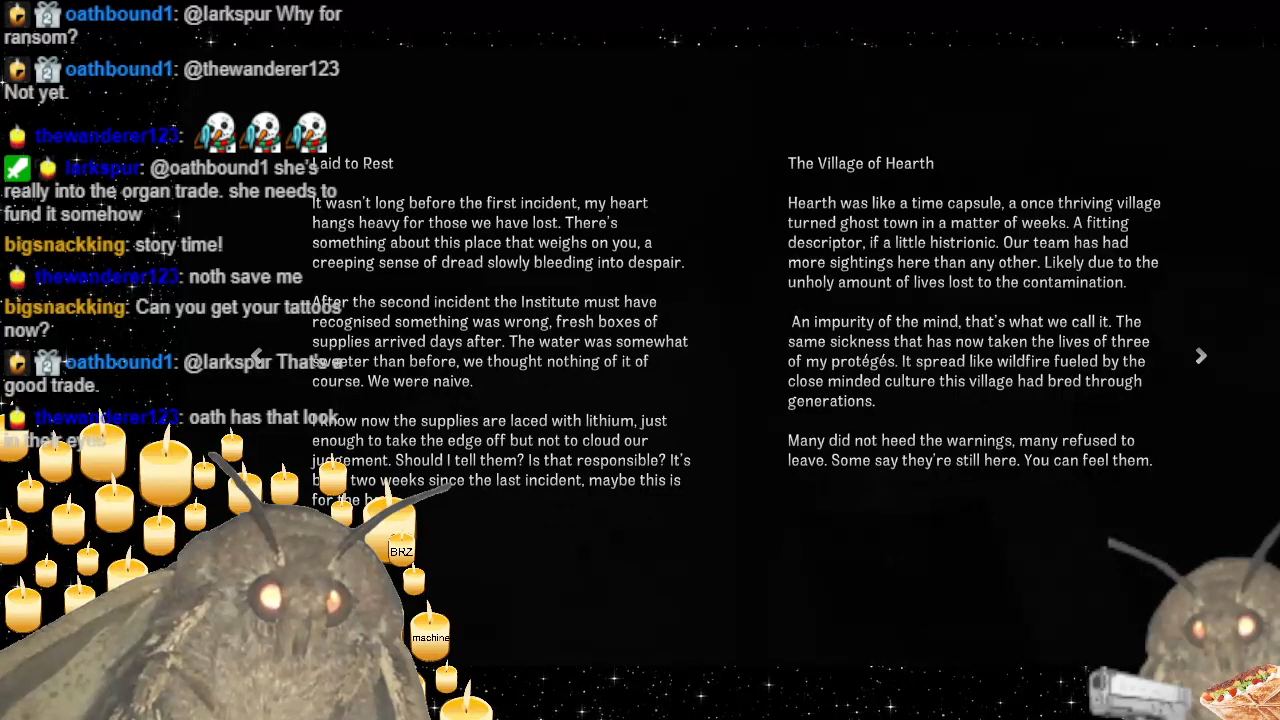 oathbound1: @larkspur Why for
ransom?
oathbound1: @thewanderer123
Not yet.
thewanderer123:
larkspur: @oathbound1 she's
really into the organ trade. she needs to
fund it somehow
bigsnackking: story time!
thewanderer123: noth save me
bigsnackking: Can you get your tattoos
now?
oathbound1: @larkspur That's a
good trade.
thewanderer123: oath has that look
in their eyes
Laid to Rest
It wasn't long before the first incident, my heart
hangs heavy for those we have lost. There's
something about this place that weighs on you, a
creeping sense of dread slowly bleeding into despair.
After the second incident the Institute must have
recognised something was wrong, fresh boxes of
supplies arrived days after. The water was somewhat
sweeter than before, we thought nothing of it of
course. We were naive.
I know now the supplies are laced with lithium, just
enough to take the edge off but not to cloud our
judgement. Should I tell them? Is that responsible? It's
two weeks since the last incident, maybe this is
for the
The Village of Hearth
Hearth was like a time capsule, a once thriving village
turned ghost town in a matter of weeks. A fitting
descriptor, if a little histrionic. Our team has had
more sightings here than any other. Likely due to the
unholy amount of lives lost to the contamination.
An impurity of the mind, that's what we call it. The
same sickness that has now taken the lives of three
of my protégés. It spread like wildfire fueled by the
close minded culture this village had bred through
generations.
Many did not heed the warnings, many refused to
leave. Some say they're still here. You can feel them.
BRZ
machine